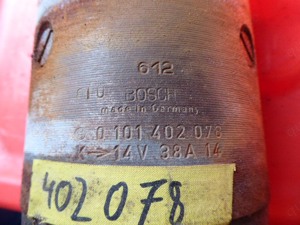 612
BOSCH
made in Germany
0 101 402 078
K → 14V 38A 14
402 078